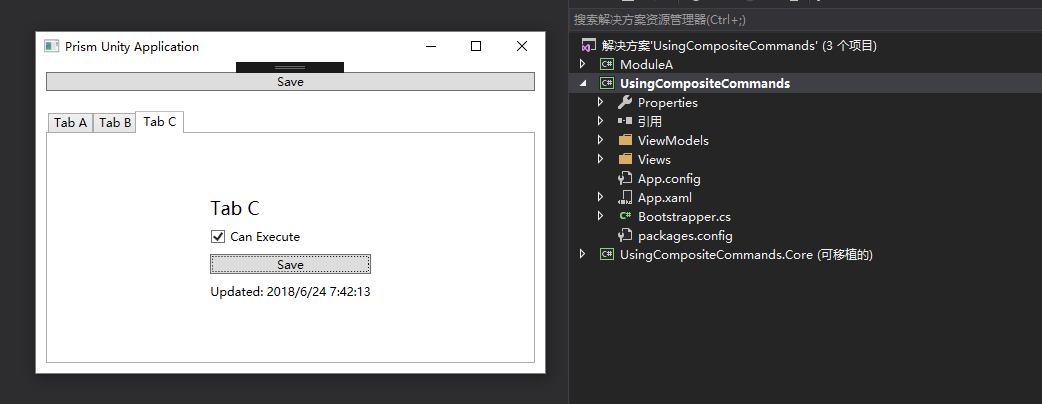 Prism Unity Application
Save
Tab A
Tab B
Tab C
Tab C
Can Execute
Save
Updated: 2018/6/24 7:42:13
搜索解决方案资源管理器(Ctrl+;)
解决方案'UsingCompositeCommands' (3 个项目)
C# ModuleA
C# UsingCompositeCommands
Properties
引用
ViewModels
Views
App.config
App.xaml
C# Bootstrapper.cs
packages.config
C# UsingCompositeCommands.Core (可移植的)